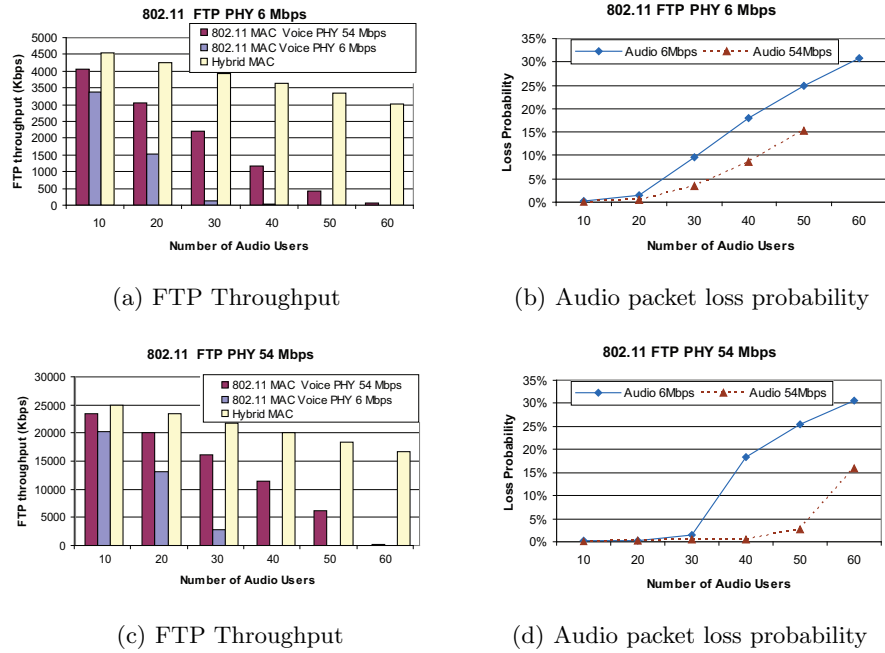 802.11 FTP PHY 6 Mbps
802.11 MAC Voice PHY 54 Mbps
802.11 MAC Voice PHY 6 Mbps
Hybrid MAC
FTP throughput (Kbps)
5000
4500
4000
3500
3000
2500
2000
1500
1000
500
0
10 20 30 40 50 60
Number of Audio Users
(a) FTP Throughput
802.11 FTP PHY 6 Mbps
Audio 6Mbps Audio 54Mbps
Loss Probability
35%
30%
25%
20%
15%
10%
5%
0%
10 20 30 40 50 60
Number of Audio Users
(b) Audio packet loss probability
802.11 FTP PHY 54 Mbps
802.11 MAC Voice PHY 54 Mbps
802.11 MAC Voice PHY 6 Mbps
Hybrid MAC
FTP throughput (Kbps)
30000
25000
20000
15000
10000
5000
0
10 20 30 40 50 60
Number of Audio Users
(c) FTP Throughput
802.11 FTP PHY 54 Mbps
Audio 6Mbps Audio 54Mbps
Loss Probability
35%
30%
25%
20%
15%
10%
5%
0%
10 20 30 40 50 60
Number of Audio Users
(d) Audio packet loss probability